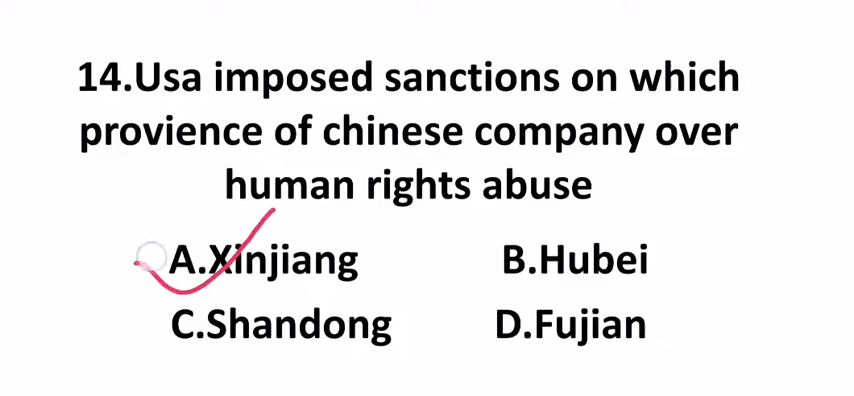 14.Usa imposed sanctions on which
provience of chinese company over
human rights abuse
A.Xinjiang B.Hubei
C.Shandong D.Fujian